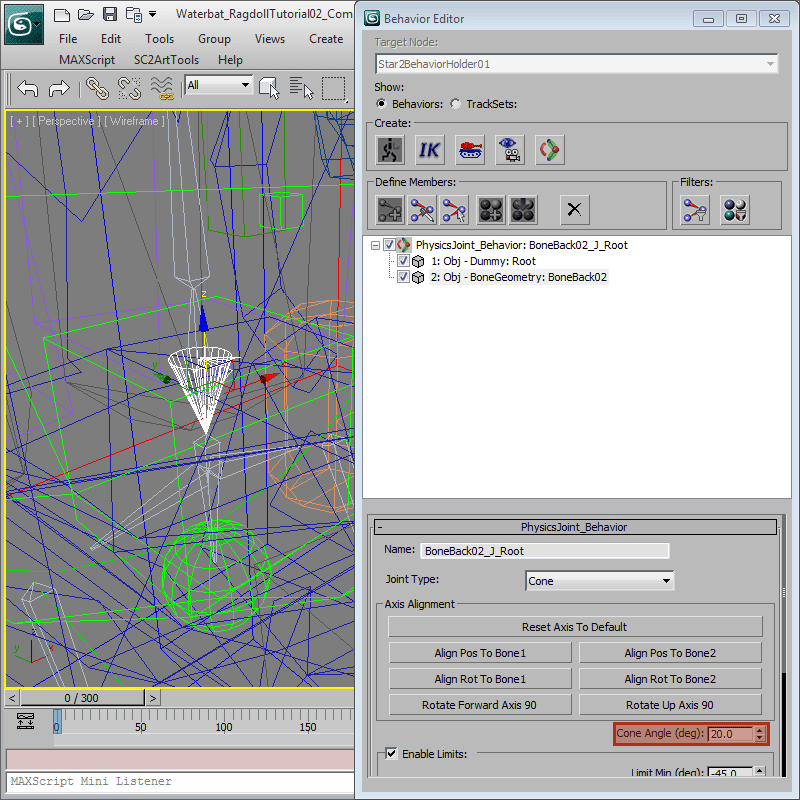 Waterbat_RagdollTutorial02_Com
File Edit Tools Group Views Create
MAXScript SC2ArtTools Help
All
[ + ] [ Perspective ] [ Wireframe ]
z
y
0 / 300
0 50 100 150
MAXScript Mini Listener
Behavior Editor
Target Node:
Star2BehaviorHolder01
Show:
Behaviors: TrackSets:
Create:
IK
Define Members: Filters:
PhysicsJoint_Behavior: BoneBack02_J_Root
1: Obj - Dummy: Root
2: Obj - BoneGeometry: BoneBack02
PhysicsJoint_Behavior
Name: BoneBack02_J_Root
Joint Type: Cone
Axis Alignment
Reset Axis To Default
Align Pos To Bone1 Align Pos To Bone2
Align Rot To Bone1 Align Rot To Bone2
Rotate Forward Axis 90 Rotate Up Axis 90
Cone Angle (deg): 20.0
Enable Limits:
Limit Min (deg): -45.0